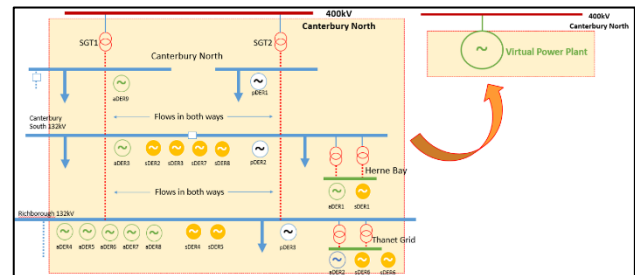 400kV
SGT1
SGT2
Canterbury North
Canterbury North
aDER9
pDER1
Canterbury
South 132kV
Flows in both ways
aDER3
sDER2
sDER3
sDER7
sDER8
pDER2
Herne Bay
aDER1
sDER1
Flows in both ways
Richborough 132kV
aDER4
aDER5
aDER6
aDER7
aDER8
sDER4
sDER5
pDER3
Thanet Grid
aDER2
sDER6
sDER6
400kV
Canterbury North
Virtual Power Plant